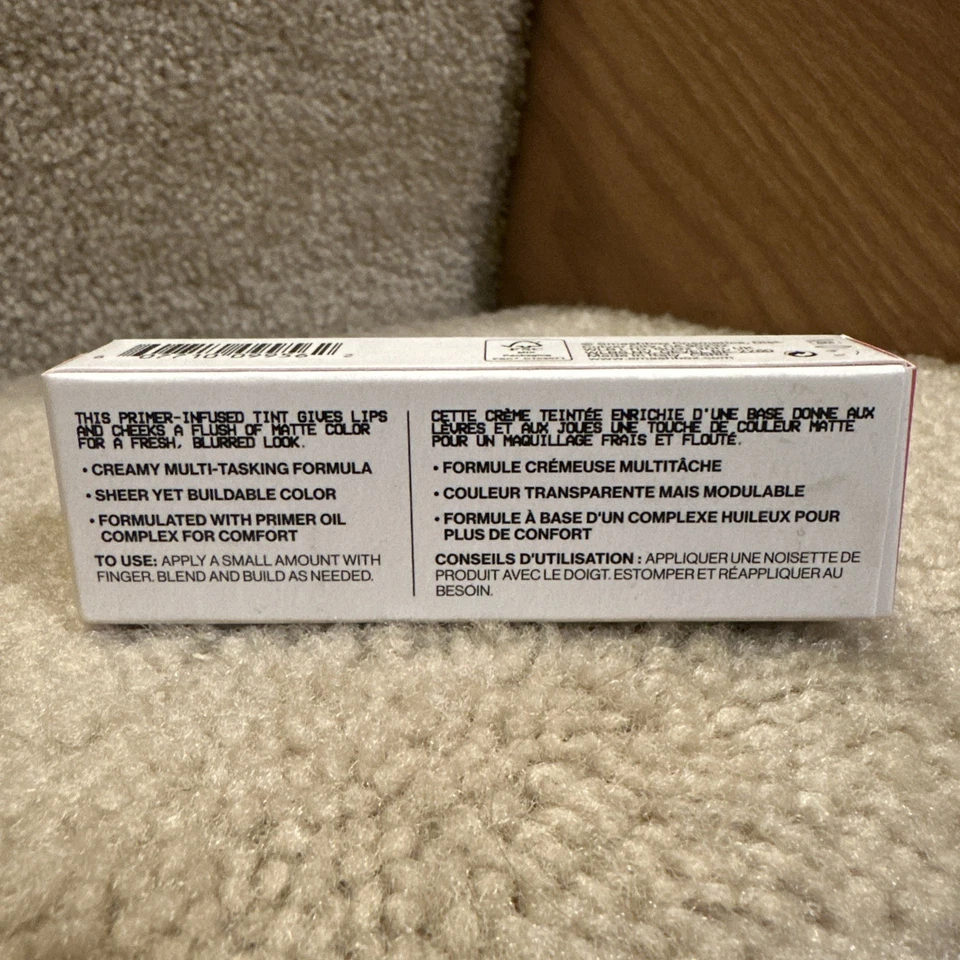 THIS PRIMER-INFUSED TINT GIVES LIPS
AND CHEEKS A FLUSH OF MATTE COLOR
FOR A FRESH, BLURRED LOOK.
• CREAMY MULTI-TASKING FORMULA
• SHEER YET BUILDABLE COLOR
• FORMULATED WITH PRIMER OIL
COMPLEX FOR COMFORT
TO USE: APPLY A SMALL AMOUNT WITH
FINGER. BLEND AND BUILD AS NEEDED.
CETTE CRÈME TEINTÉE ENRICHIE D'UNE BASE DONNE AUX
LÈVRES ET AUX JOUES UNE TOUCHE DE COULEUR MATTE
POUR UN MAQUILLAGE FRAIS ET FLOUTÉ.
• FORMULE CRÉMEUSE MULTITÂCHE
• COULEUR TRANSPARENTE MAIS MODULABLE
• FORMULE À BASE D'UN COMPLEXE HUILEUX POUR
PLUS DE CONFORT
CONSEILS D'UTILISATION : APPLIQUER UNE NOISETTE DE
PRODUIT AVEC LE DOIGT. ESTOMPER ET RÉAPPLIQUER AU
BESOIN.